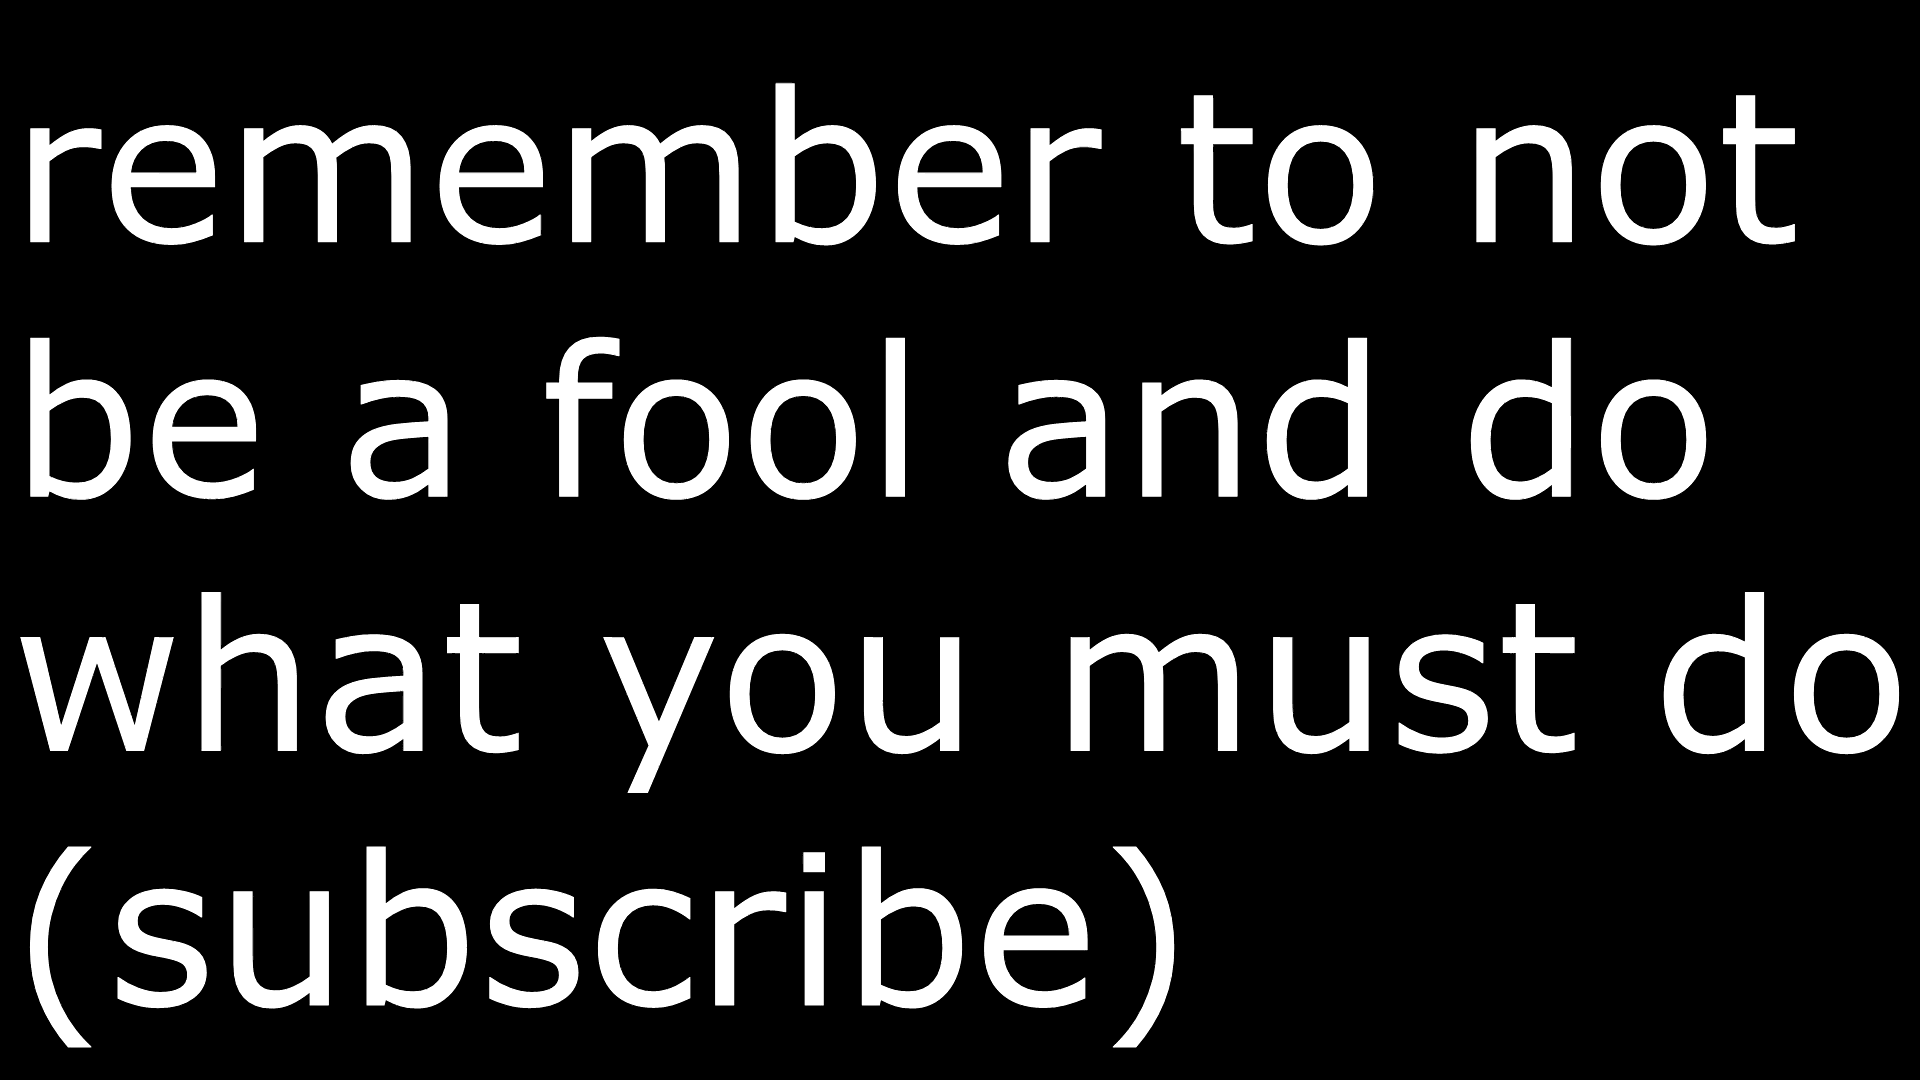 remember to not
be a fool and do
what you must do
(subscribe)